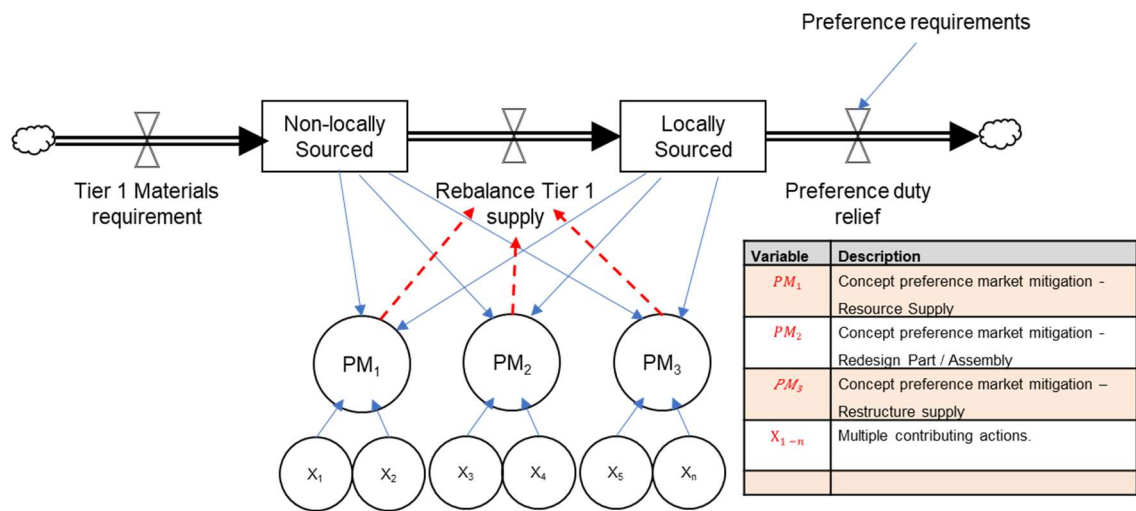 Preference requirements
Non-locally
Sourced
Locally
Sourced
Tier 1 Materials
requirement
Rebalance Tier 1
supply
Preference duty
relief
PM₁
PM₂
PM₃
X₁
X₂
X₃
X₄
X₅
Xₙ
Variable Description
PM₁ Concept preference market mitigation -
Resource Supply
PM₂ Concept preference market mitigation -
Redesign Part / Assembly
PM₃ Concept preference market mitigation –
Restructure supply
X₁₋ₙ Multiple contributing actions.